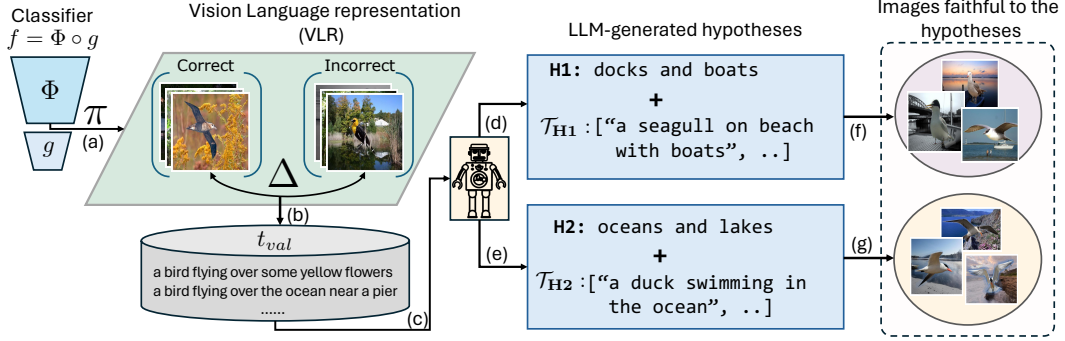 Classifier
f = Φ ∘ g
Φ
g
π
(a)
Vision Language representation
(VLR)
Correct
Incorrect
Δ
(b)
t_val
a bird flying over some yellow flowers
a bird flying over the ocean near a pier
......
(c)
(d)
(e)
LLM-generated hypotheses
H1: docks and boats
+
𝒯_H1 :[“a seagull on beach
with boats”, ..]
H2: oceans and lakes
+
𝒯_H2 :[“a duck swimming in
the ocean”, ..]
(f)
(g)
Images faithful to the
hypotheses